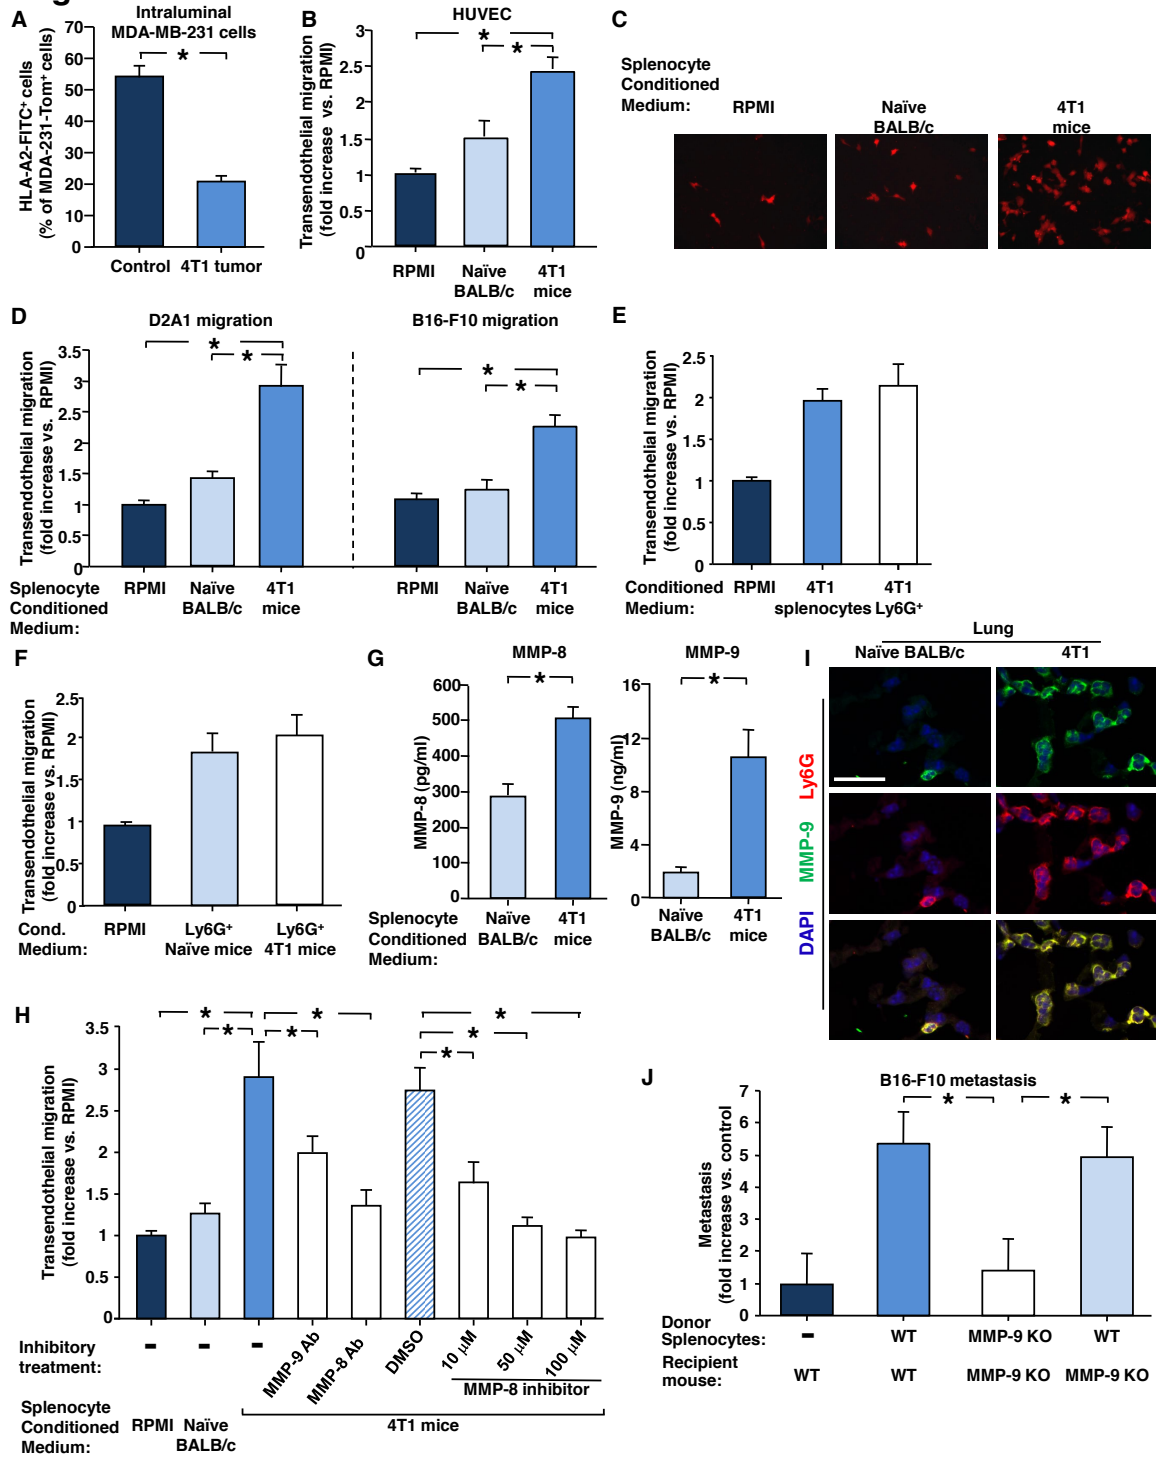 A
Intraluminal
MDA-MB-231 cells
HLA-A2-FITC⁺ cells
(% of MDA-231-Tom⁺ cells)
70
60
50
40
30
20
10
0
*
Control 4T1 tumor
B
HUVEC
Transendothelial migration
(fold increase vs. RPMI)
3
2.5
2
1.5
1
0.5
0
*
*
RPMI Naïve BALB/c 4T1 mice
C
Splenocyte
Conditioned
Medium:
RPMI
Naïve
BALB/c
4T1
mice
D
D2A1 migration
B16-F10 migration
Transendothelial migration
(fold increase vs. RPMI)
3.5
3
2.5
2
1.5
1
0.5
0
*
*
*
*
Splenocyte
Conditioned
Medium:
RPMI Naïve BALB/c 4T1 mice
RPMI Naïve BALB/c 4T1 mice
E
Transendothelial migration
(fold increase vs. RPMI)
2.5
2
1.5
1
0.5
0
Conditioned
Medium:
RPMI 4T1 splenocytes 4T1 Ly6G⁺
F
Transendothelial migration
(fold increase vs. RPMI)
2.5
2
1.5
1
0.5
0
Cond.
Medium:
RPMI Ly6G⁺ Naïve mice Ly6G⁺ 4T1 mice
G
MMP-8
MMP-8 (pg/ml)
600
500
400
300
200
100
0
*
Splenocyte
Conditioned
Medium:
Naïve BALB/c 4T1 mice
MMP-9
MMP-9 (ng/ml)
16
12
8
4
0
*
Naïve BALB/c 4T1 mice
I
Lung
Naïve BALB/c 4T1
DAPI MMP-9 Ly6G
H
Transendothelial migration
(fold increase vs. RPMI)
3.5
3
2.5
2
1.5
1
0.5
0
*
*
*
*
*
*
*
Inhibitory
treatment:
- - - MMP-9 Ab MMP-8 Ab DMSO 10 µM 50 µM 100 µM
MMP-8 inhibitor
Splenocyte
Conditioned
Medium:
RPMI Naïve BALB/c 4T1 mice
J
B16-F10 metastasis
Metastasis
(fold increase vs. control
7
6
5
4
3
2
1
0
*
*
Donor
Splenocytes:
- WT MMP-9 KO WT
Recipient
mouse:
WT WT MMP-9 KO MMP-9 KO